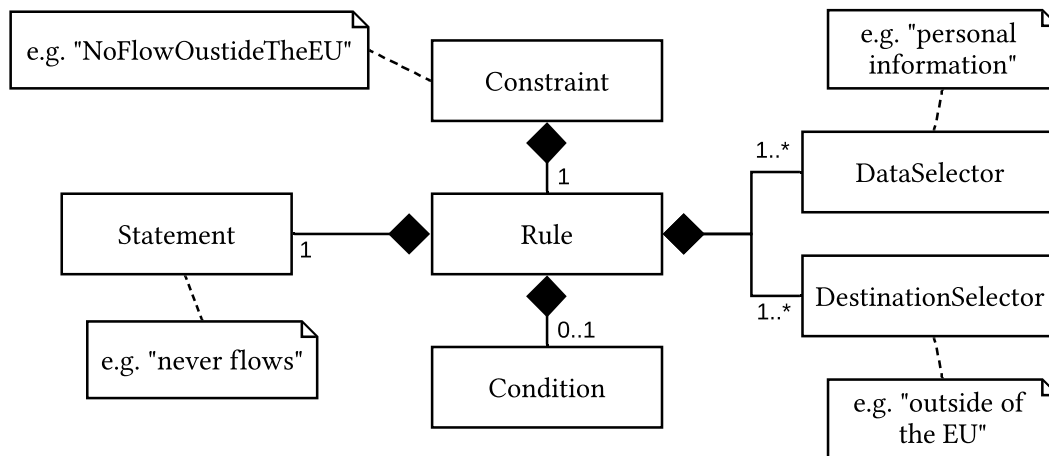 e.g. "NoFlowOustideTheEU"
Constraint
e.g. "personal
information"
1..*
DataSelector
1
Statement
1
Rule
DestinationSelector
1..*
e.g. "never flows"
0..1
Condition
e.g. "outside of
the EU"